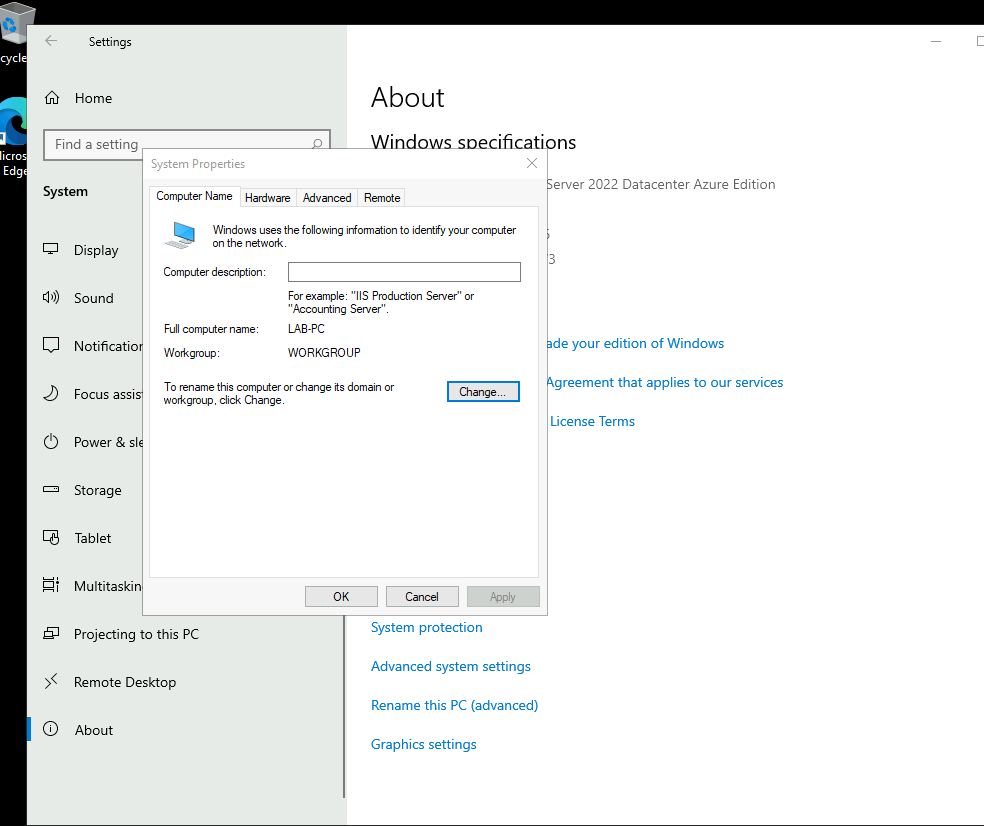 cycle
Micros
Edge
Settings
Home
Find a setting
System
Display
Sound
Notification
Focus assis
Power & sle
Storage
Tablet
Multitaskin
Projecting to this PC
Remote Desktop
About
About
Windows specifications
Server 2022 Datacenter Azure Edition
3
ade your edition of Windows
Agreement that applies to our services
License Terms
System protection
Advanced system settings
Rename this PC (advanced)
Graphics settings
System Properties
Computer Name Hardware Advanced Remote
Windows uses the following information to identify your computer
on the network.
Computer description:
For example: "IIS Production Server" or
"Accounting Server".
Full computer name: LAB-PC
Workgroup: WORKGROUP
To rename this computer or change its domain or
workgroup, click Change.
Change...
OK Cancel Apply